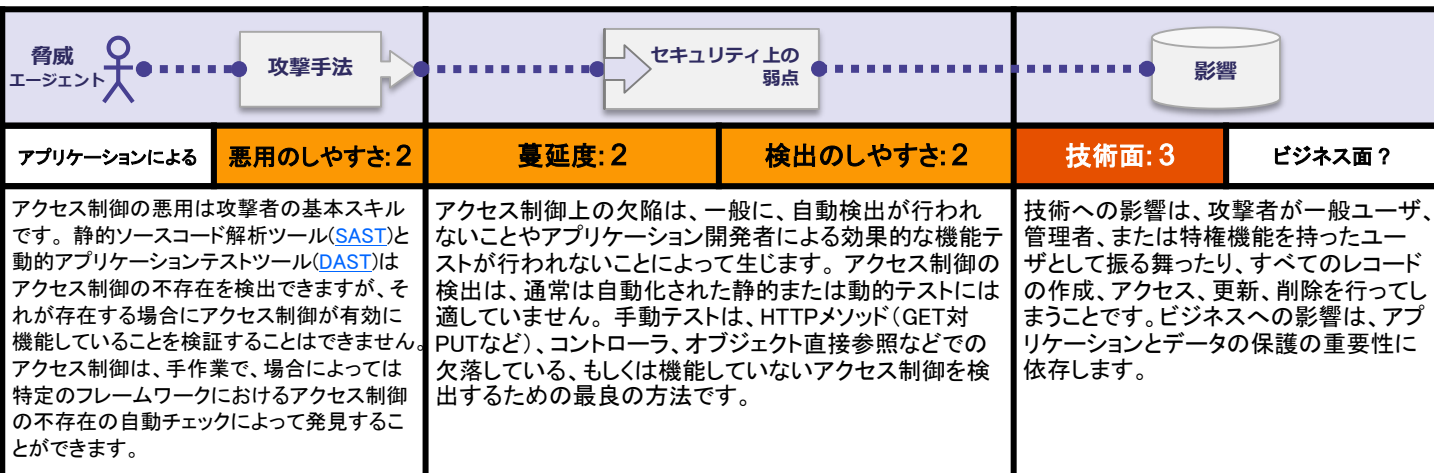 脅威
エージェント
攻撃手法
セキュリティ上の
弱点
影響
アプリケーションによる
悪用のしやすさ: 2
蔓延度: 2
検出のしやすさ: 2
技術面: 3
ビジネス面 ?
アクセス制御の悪用は攻撃者の基本スキル
です。静的ソースコード解析ツール(SAST)と
動的アプリケーションテストツール(DAST)は
アクセス制御の不存在を検出できますが、そ
れが存在する場合にアクセス制御が有効に
機能していることを検証することはできません。
アクセス制御は、手作業で、場合によっては
特定のフレームワークにおけるアクセス制御
の不存在の自動チェックによって発見するこ
とができます。
アクセス制御上の欠陥は、一般に、自動検出が行われ
ないことやアプリケーション開発者による効果的な機能テ
ストが行われないことによって生じます。アクセス制御の
検出は、通常は自動化された静的または動的テストには
適していません。手動テストは、HTTPメソッド（GET対
PUTなど）、コントローラ、オブジェクト直接参照などでの
欠落している、もしくは機能していないアクセス制御を検
出するための最良の方法です。
技術への影響は、攻撃者が一般ユーザ、
管理者、または特権機能を持ったユー
ザとして振る舞ったり、すべてのレコード
の作成、アクセス、更新、削除を行ってし
まうことです。ビジネスへの影響は、アプ
リケーションとデータの保護の重要性に
依存します。